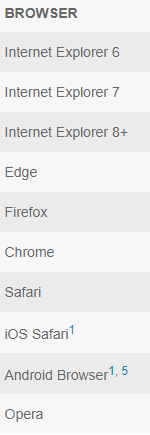 BROWSER
Internet Explorer 6
Internet Explorer 7
Internet Explorer 8+
Edge
Firefox
Chrome
Safari
iOS Safari1
Android Browser1, 5
Opera